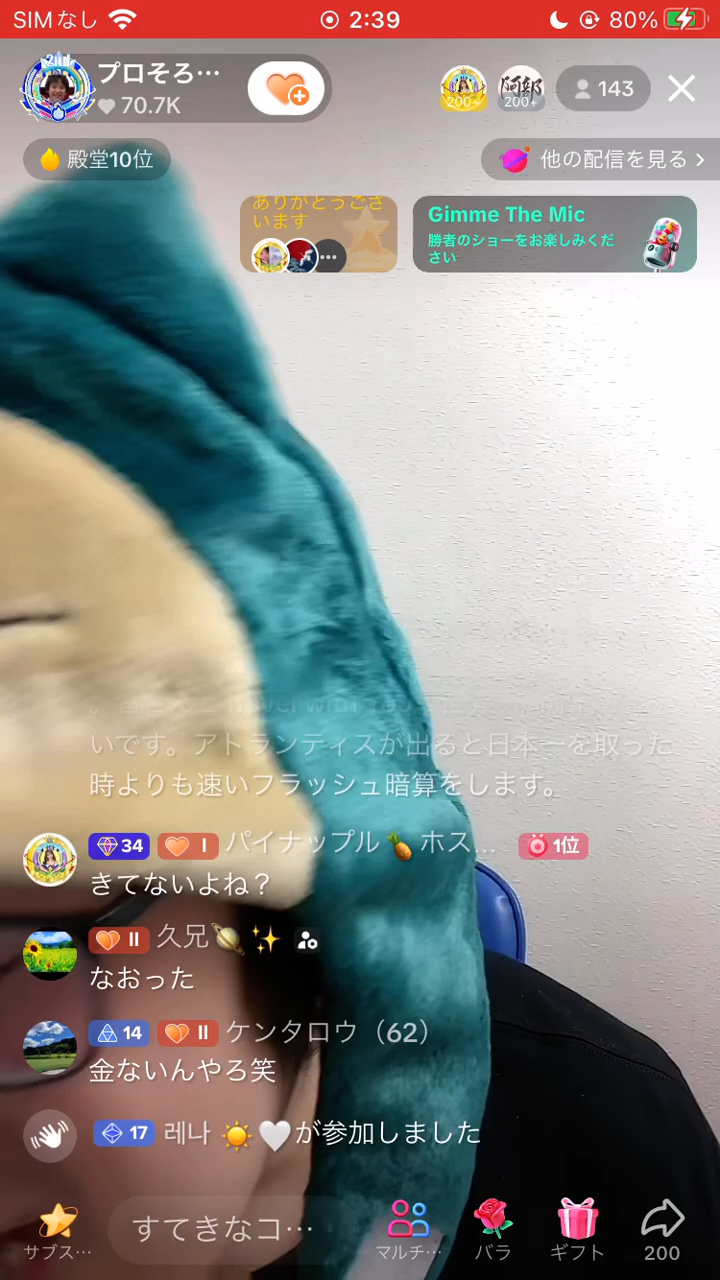 SIMなし 2:39 80%
2nd
プロそろ… 70.7K 200+ 阿部 200+ 143
殿堂10位 他の配信を見る
ありがとうござ
います
Gimme The Mic
勝者のショーをお楽しみくだ
さい
いです。アトランティスが出ると日本一を取った
時よりも速いフラッシュ暗算をします。
34 I パイナップル🍍ホス… 1位
きてないよね？
II 久兄🪐✨
なおった
14 II ケンタロウ（62）
金ないんやろ笑
17 레나 ☀️🤍が参加しました
すてきなコ…
サブス… マルチ… バラ ギフト 200